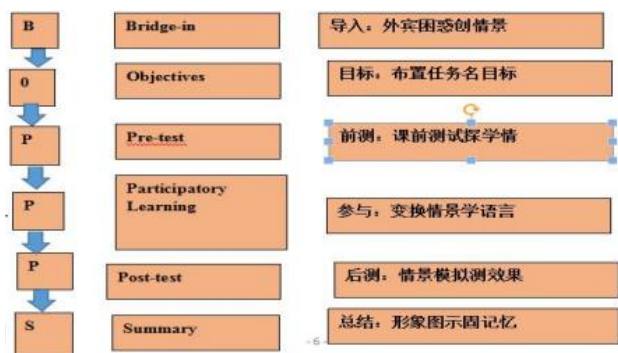 B
Bridge-in
导入：外宾困惑创情景
0
Objectives
目标：布置任务名目标
P
Pre-test
前测：课前测试探学情
P
Participatory
Learning
参与：变换情景学语言
P
Post-test
后测：情景模拟测效果
S
Summary
总结：形象图示固记忆
- 6 -